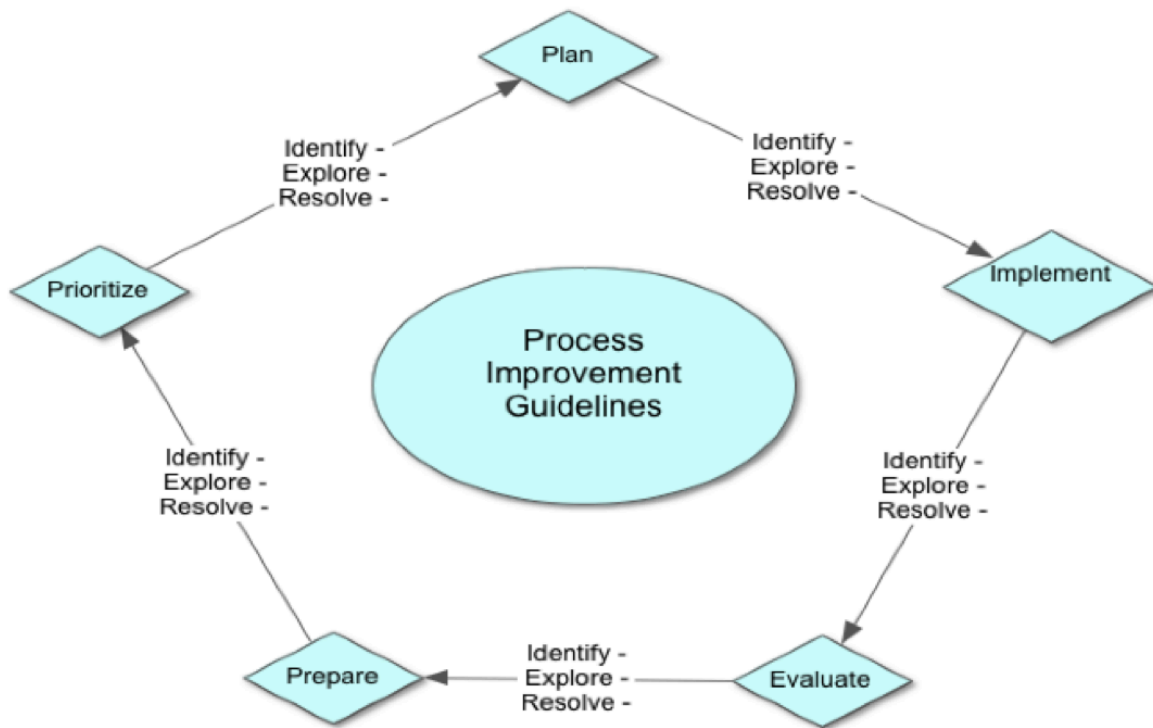 Plan
Identify -
Explore -
Resolve -
Identify -
Explore -
Resolve -
Prioritize
Implement
Process
Improvement
Guidelines
Identify -
Explore -
Resolve -
Identify -
Explore -
Resolve -
Prepare
Identify -
Explore -
Resolve -
Evaluate